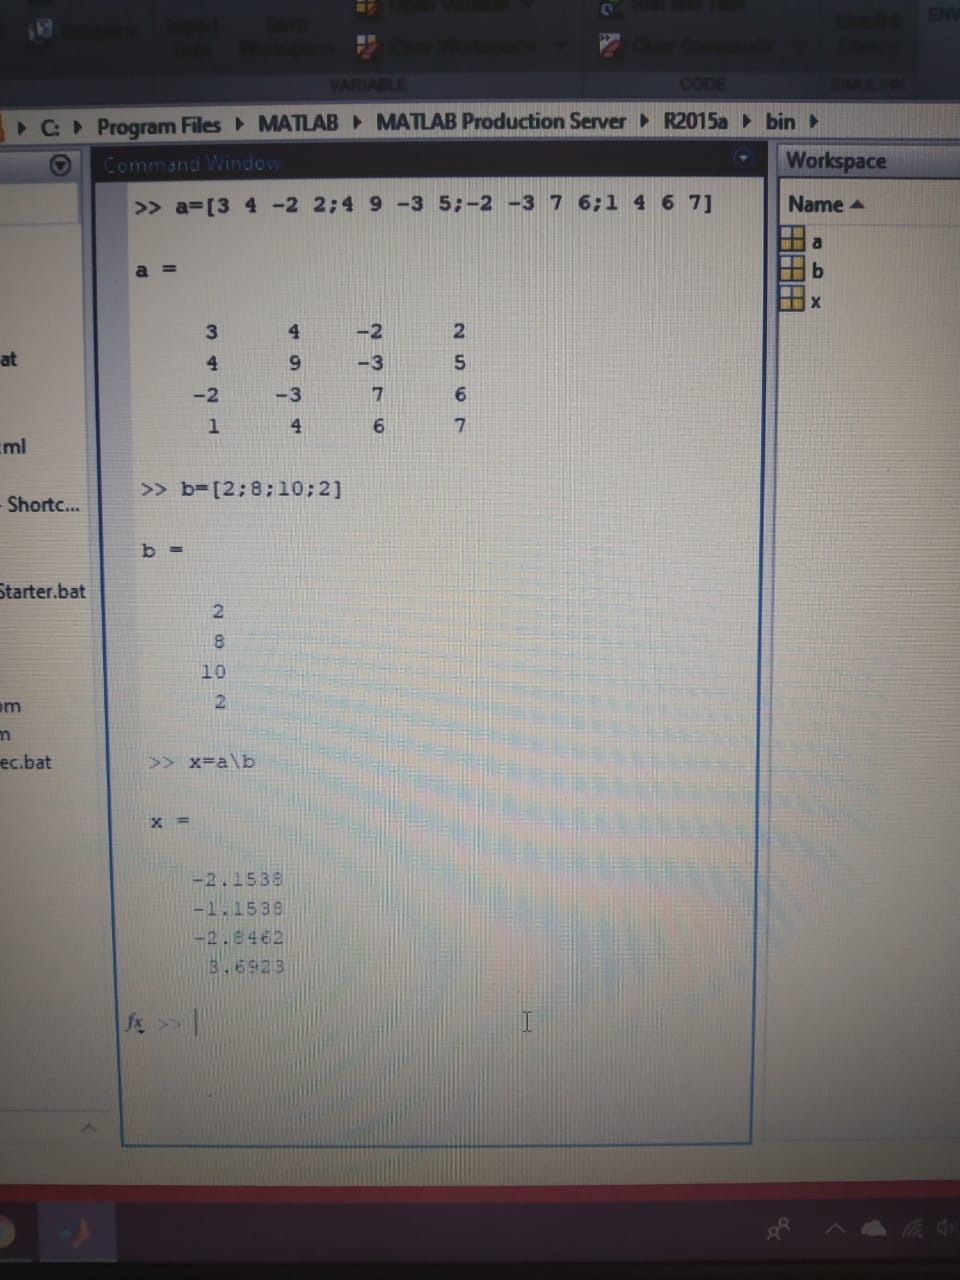 VARIABLE
CODE
SIMULINK
ENV
C: Program Files MATLAB MATLAB Production Server R2015a bin
Command Window
>> a=[3 4 -2 2;4 9 -3 5;-2 -3 7 6;1 4 6 7]
a =
3 4 -2 2
4 9 -3 5
-2 -3 7 6
1 4 6 7
>> b=[2;8;10;2]
b =
2
8
10
2
>> x=a\b
x =
-2.1538
-1.1538
-2.8462
3.6923
fx >>
Workspace
Name
a
b
x
at
ml
Shortc...
Starter.bat
om
ec.bat